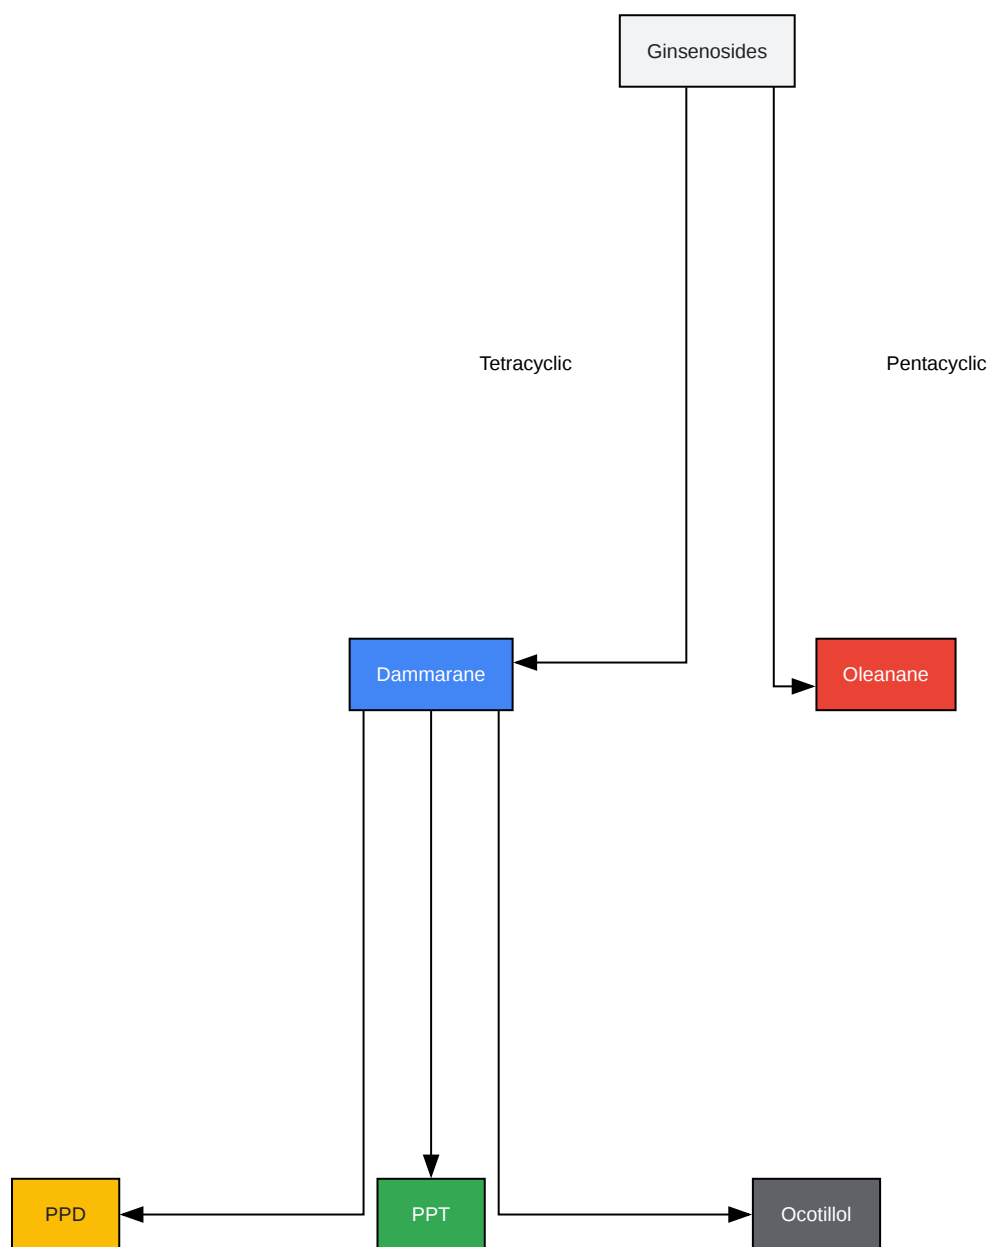 Ginsenosides
Tetracyclic
Pentacyclic
Dammarane
Oleanane
PPD
PPT
Ocotillol